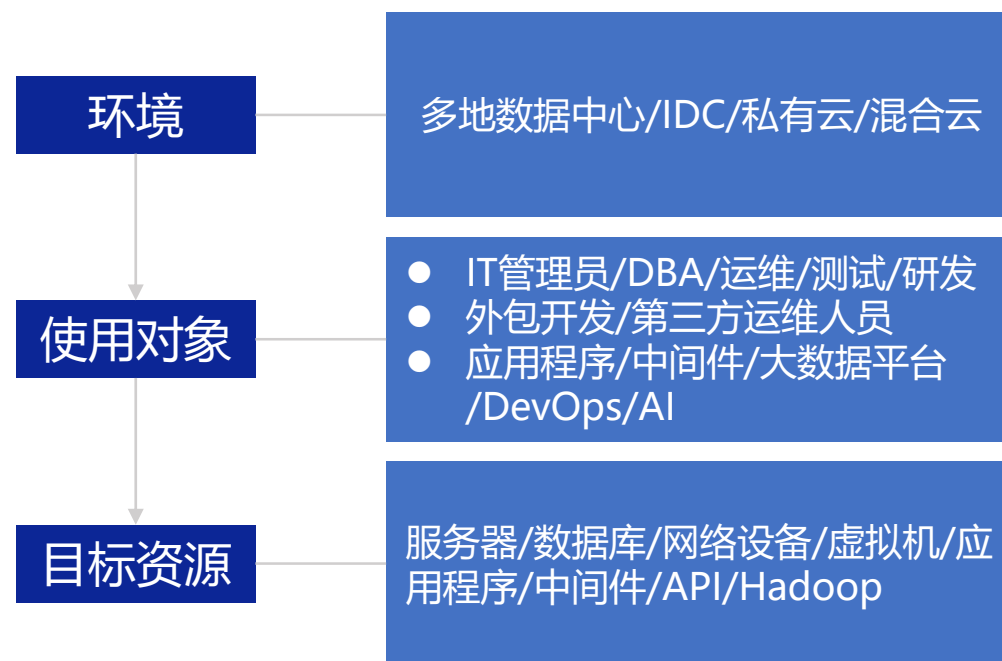 环境
多地数据中心/IDC/私有云/混合云
使用对象
● IT管理员/DBA/运维/测试/研发
● 外包开发/第三方运维人员
● 应用程序/中间件/大数据平台
/DevOps/AI
目标资源
服务器/数据库/网络设备/虚拟机/应
用程序/中间件/API/Hadoop